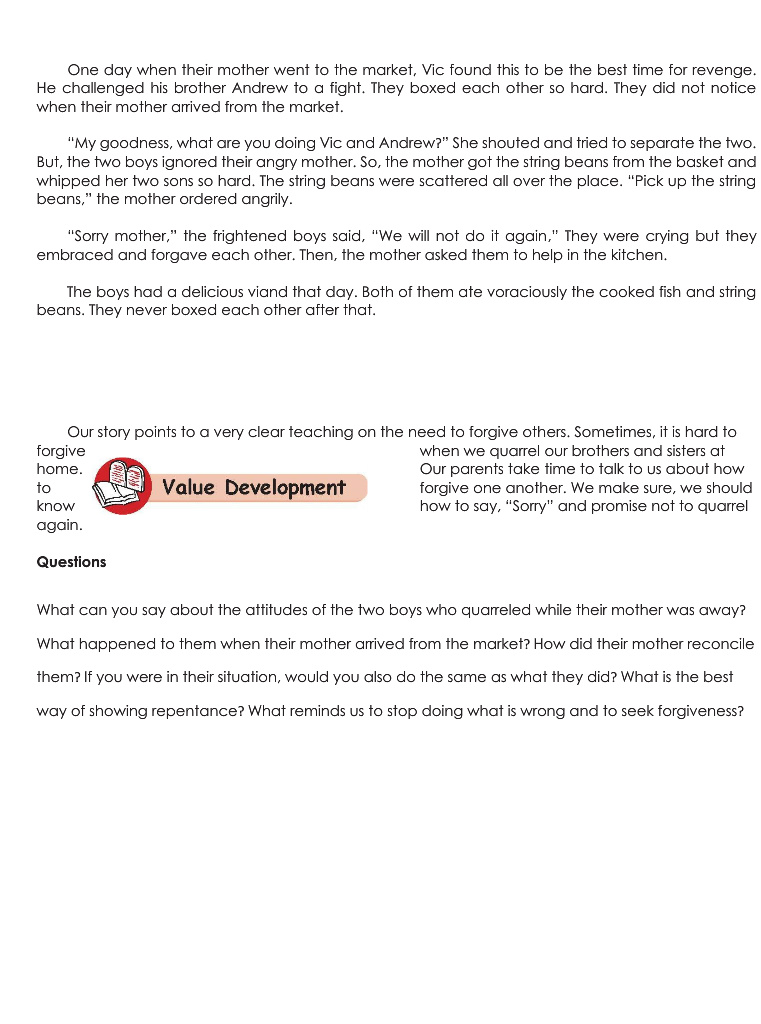 One day when their mother went to the market, Vic found this to be the best time for revenge.
He challenged his brother Andrew to a fight. They boxed each other so hard. They did not notice
when their mother arrived from the market.
“My goodness, what are you doing Vic and Andrew?” She shouted and tried to separate the two.
But, the two boys ignored their angry mother. So, the mother got the string beans from the basket and
whipped her two sons so hard. The string beans were scattered all over the place. “Pick up the string
beans,” the mother ordered angrily.
“Sorry mother,” the frightened boys said, “We will not do it again,” They were crying but they
embraced and forgave each other. Then, the mother asked them to help in the kitchen.
The boys had a delicious viand that day. Both of them ate voraciously the cooked fish and string
beans. They never boxed each other after that.
Our story points to a very clear teaching on the need to forgive others. Sometimes, it is hard to
forgive when we quarrel our brothers and sisters at
home. Our parents take time to talk to us about how
to forgive one another. We make sure, we should
know how to say, “Sorry” and promise not to quarrel
again.
Value Development
Questions
What can you say about the attitudes of the two boys who quarreled while their mother was away?
What happened to them when their mother arrived from the market? How did their mother reconcile
them? If you were in their situation, would you also do the same as what they did? What is the best
way of showing repentance? What reminds us to stop doing what is wrong and to seek forgiveness?